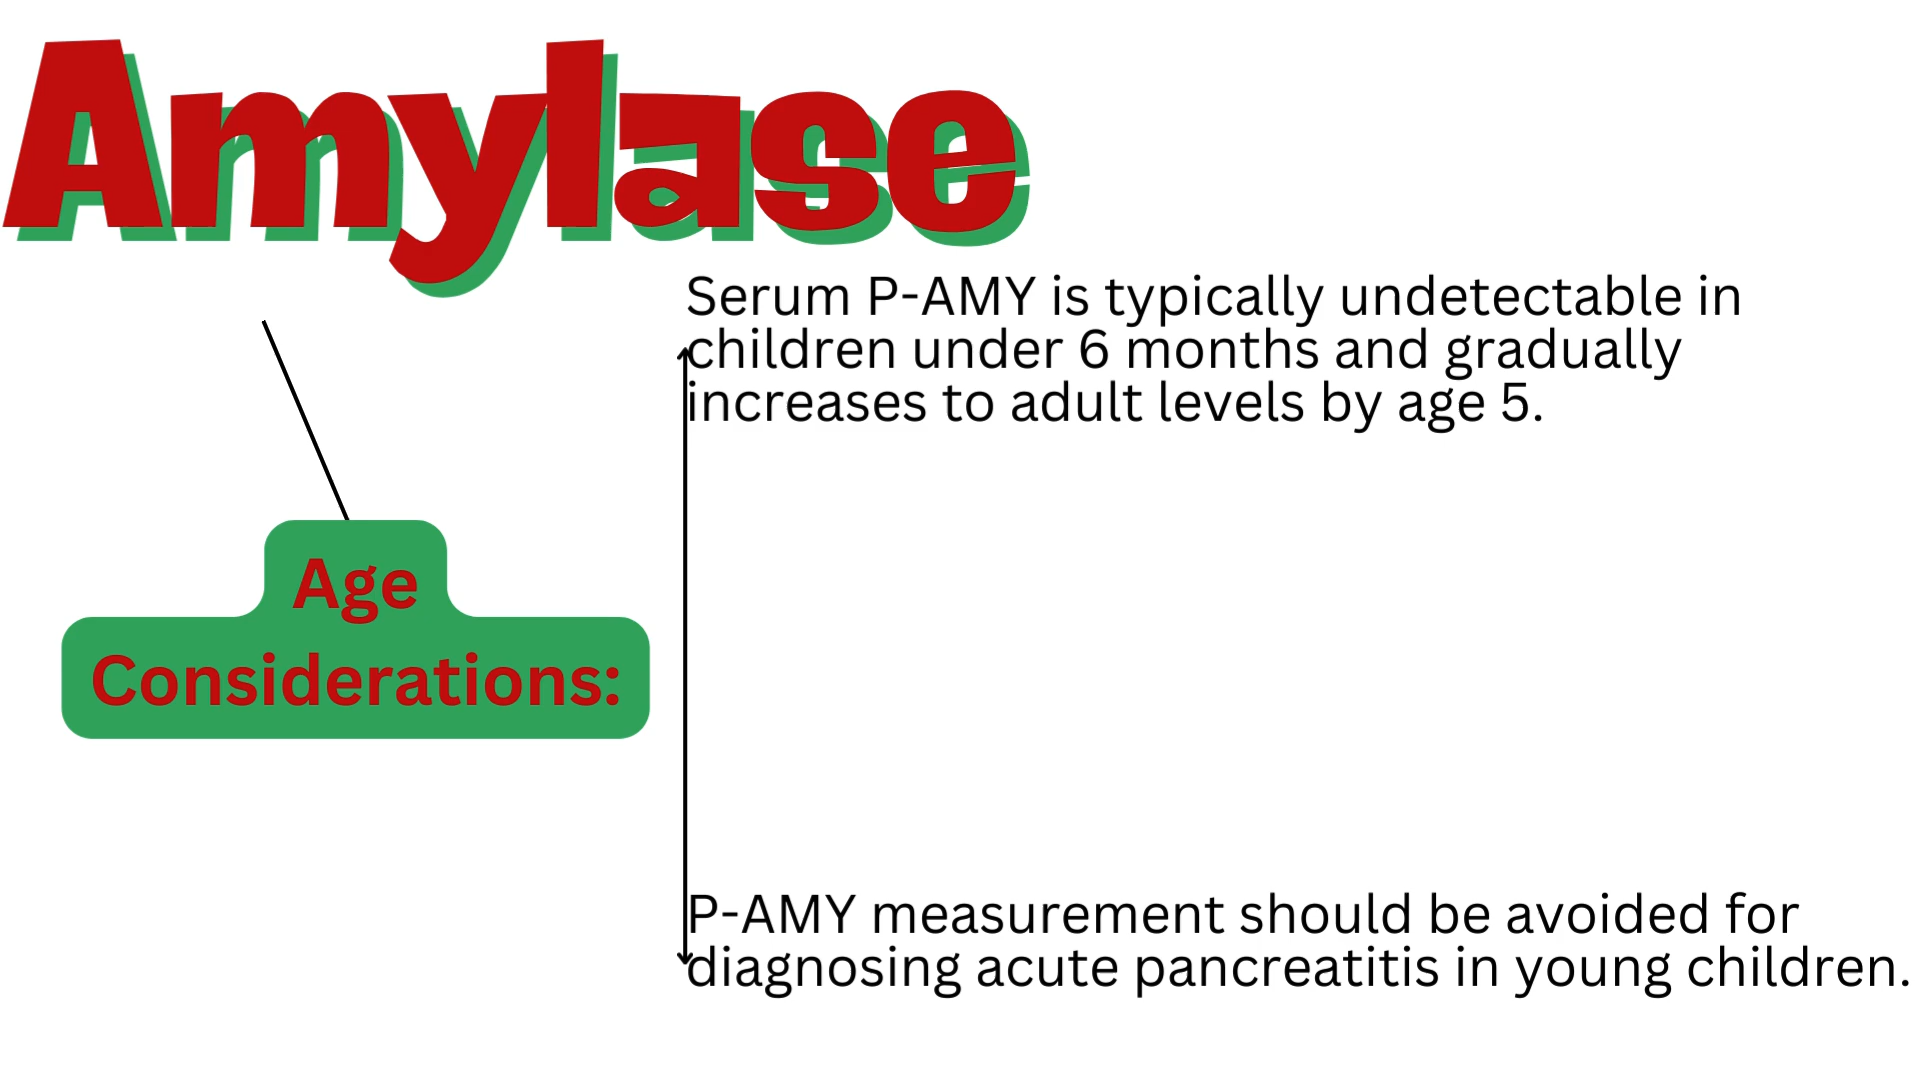 Amylase
Serum P-AMY is typically undetectable in
children under 6 months and gradually
increases to adult levels by age 5.
Age
Considerations:
P-AMY measurement should be avoided for
diagnosing acute pancreatitis in young children.